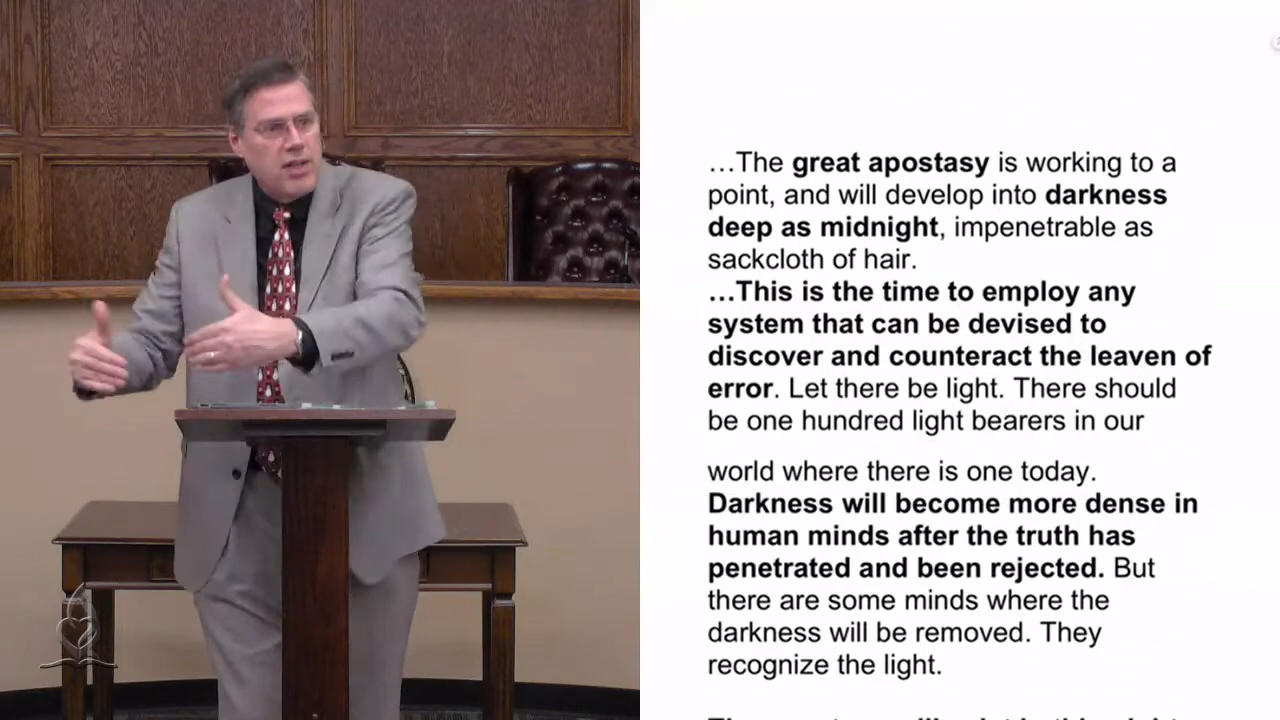 …The great apostasy is working to a
point, and will develop into darkness
deep as midnight, impenetrable as
sackcloth of hair.
…This is the time to employ any
system that can be devised to
discover and counteract the leaven of
error. Let there be light. There should
be one hundred light bearers in our
world where there is one today.
Darkness will become more dense in
human minds after the truth has
penetrated and been rejected. But
there are some minds where the
darkness will be removed. They
recognize the light.